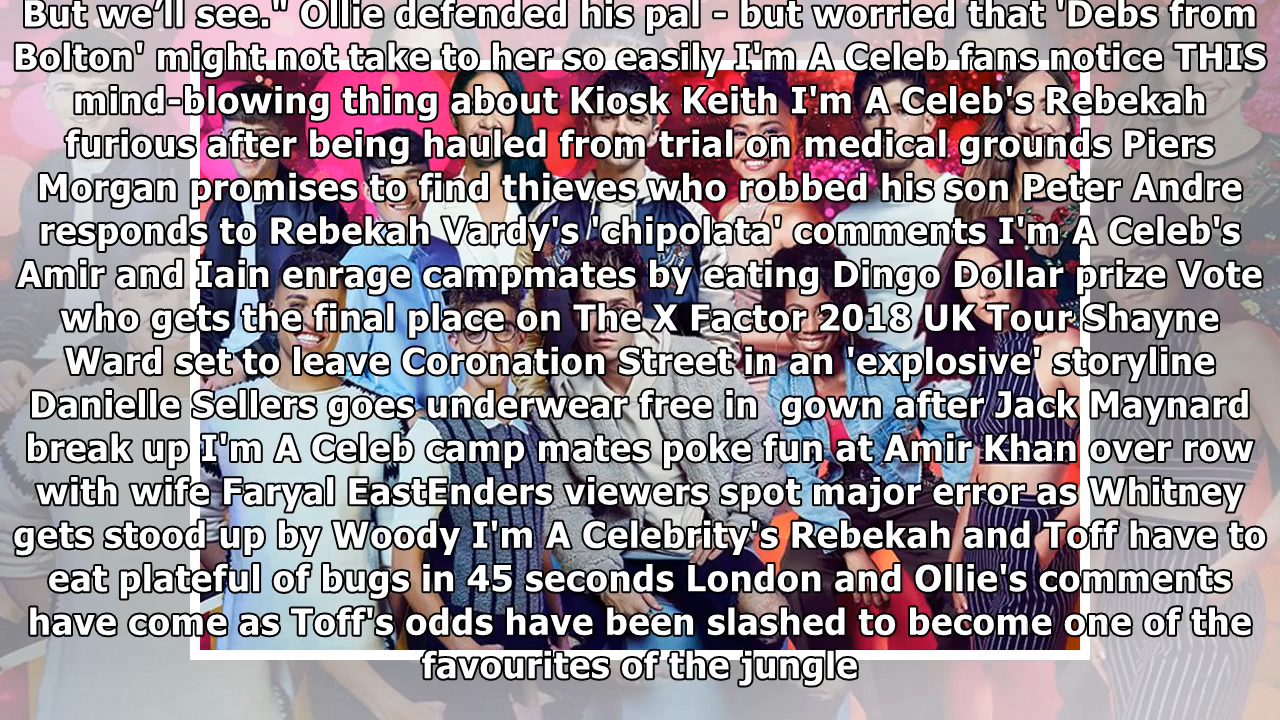 But we’ll see." Ollie defended his pal - but worried that 'Debs from
Bolton' might not take to her so easily I'm A Celeb fans notice THIS
mind-blowing thing about Kiosk Keith I'm A Celeb's Rebekah
furious after being hauled from trial on medical grounds Piers
Morgan promises to find thieves who robbed his son Peter Andre
responds to Rebekah Vardy's 'chipolata' comments I'm A Celeb's
Amir and Iain enrage campmates by eating Dingo Dollar prize Vote
who gets the final place on The X Factor 2018 UK Tour Shayne
Ward set to leave Coronation Street in an 'explosive' storyline
Danielle Sellers goes underwear free in  gown after Jack Maynard
break up I'm A Celeb camp mates poke fun at Amir Khan over row
with wife Faryal EastEnders viewers spot major error as Whitney
gets stood up by Woody I'm A Celebrity's Rebekah and Toff have to
eat plateful of bugs in 45 seconds London and Ollie's comments
have come as Toff's odds have been slashed to become one of the
favourites of the jungle